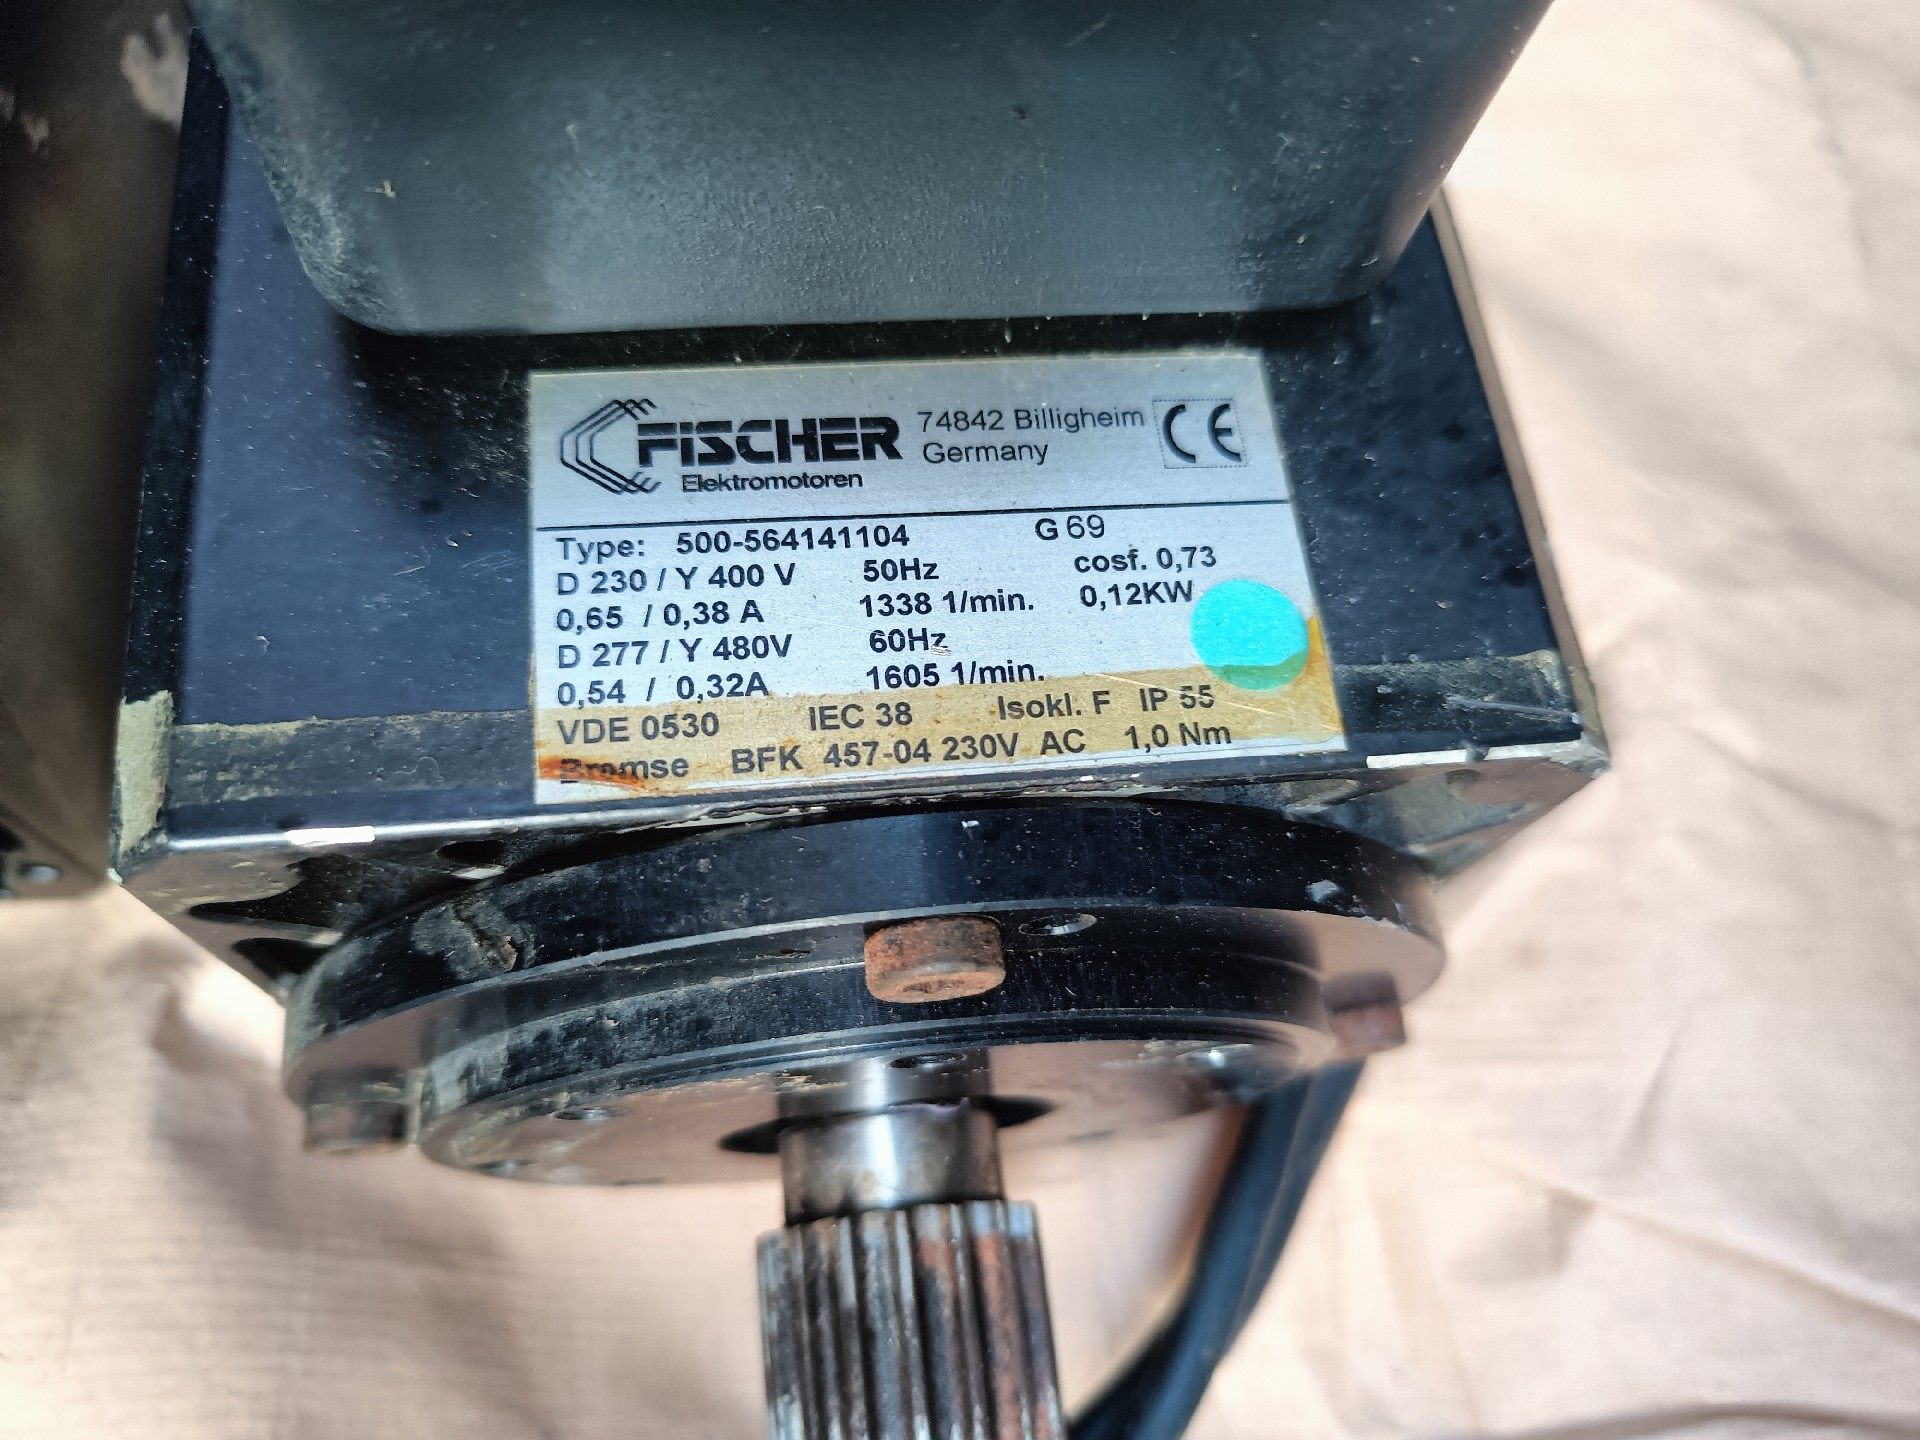 FISCHER 74842 Billigheim CE
Elektromotoren Germany
Type: 500-564141104 G 69
D 230 / Y 400 V 50Hz cosf. 0,73
0,65 / 0,38 A 1338 1/min. 0,12KW
D 277 / Y 480V 60Hz
0,54 / 0,32A 1605 1/min.
VDE 0530 IEC 38 Isokl. F IP 55
Bremse BFK 457-04 230V AC 1,0 Nm